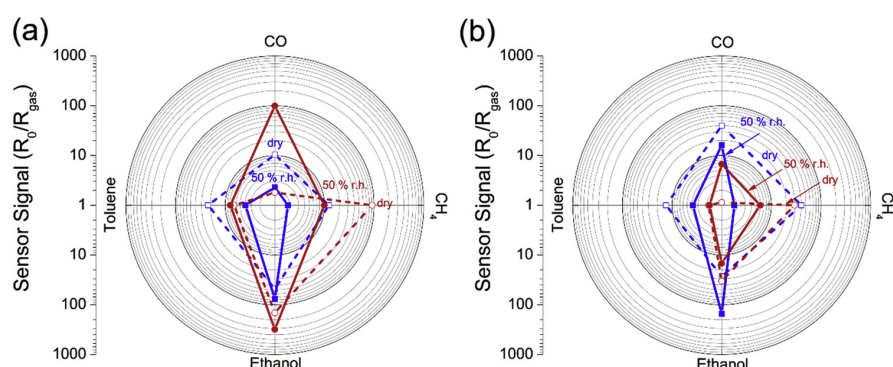 (a)
CO
1000
100
10
1
10
100
1000
Sensor Signal (R0/Rgas)
Toluene
dry
50 % r.h.
50 % r.h.
dry
CH4
Ethanol
(b)
CO
1000
100
10
1
10
100
1000
Sensor Signal (R0/Rgas)
Toluene
50 % r.h.
dry
50 % r.h.
dry
CH4
Ethanol